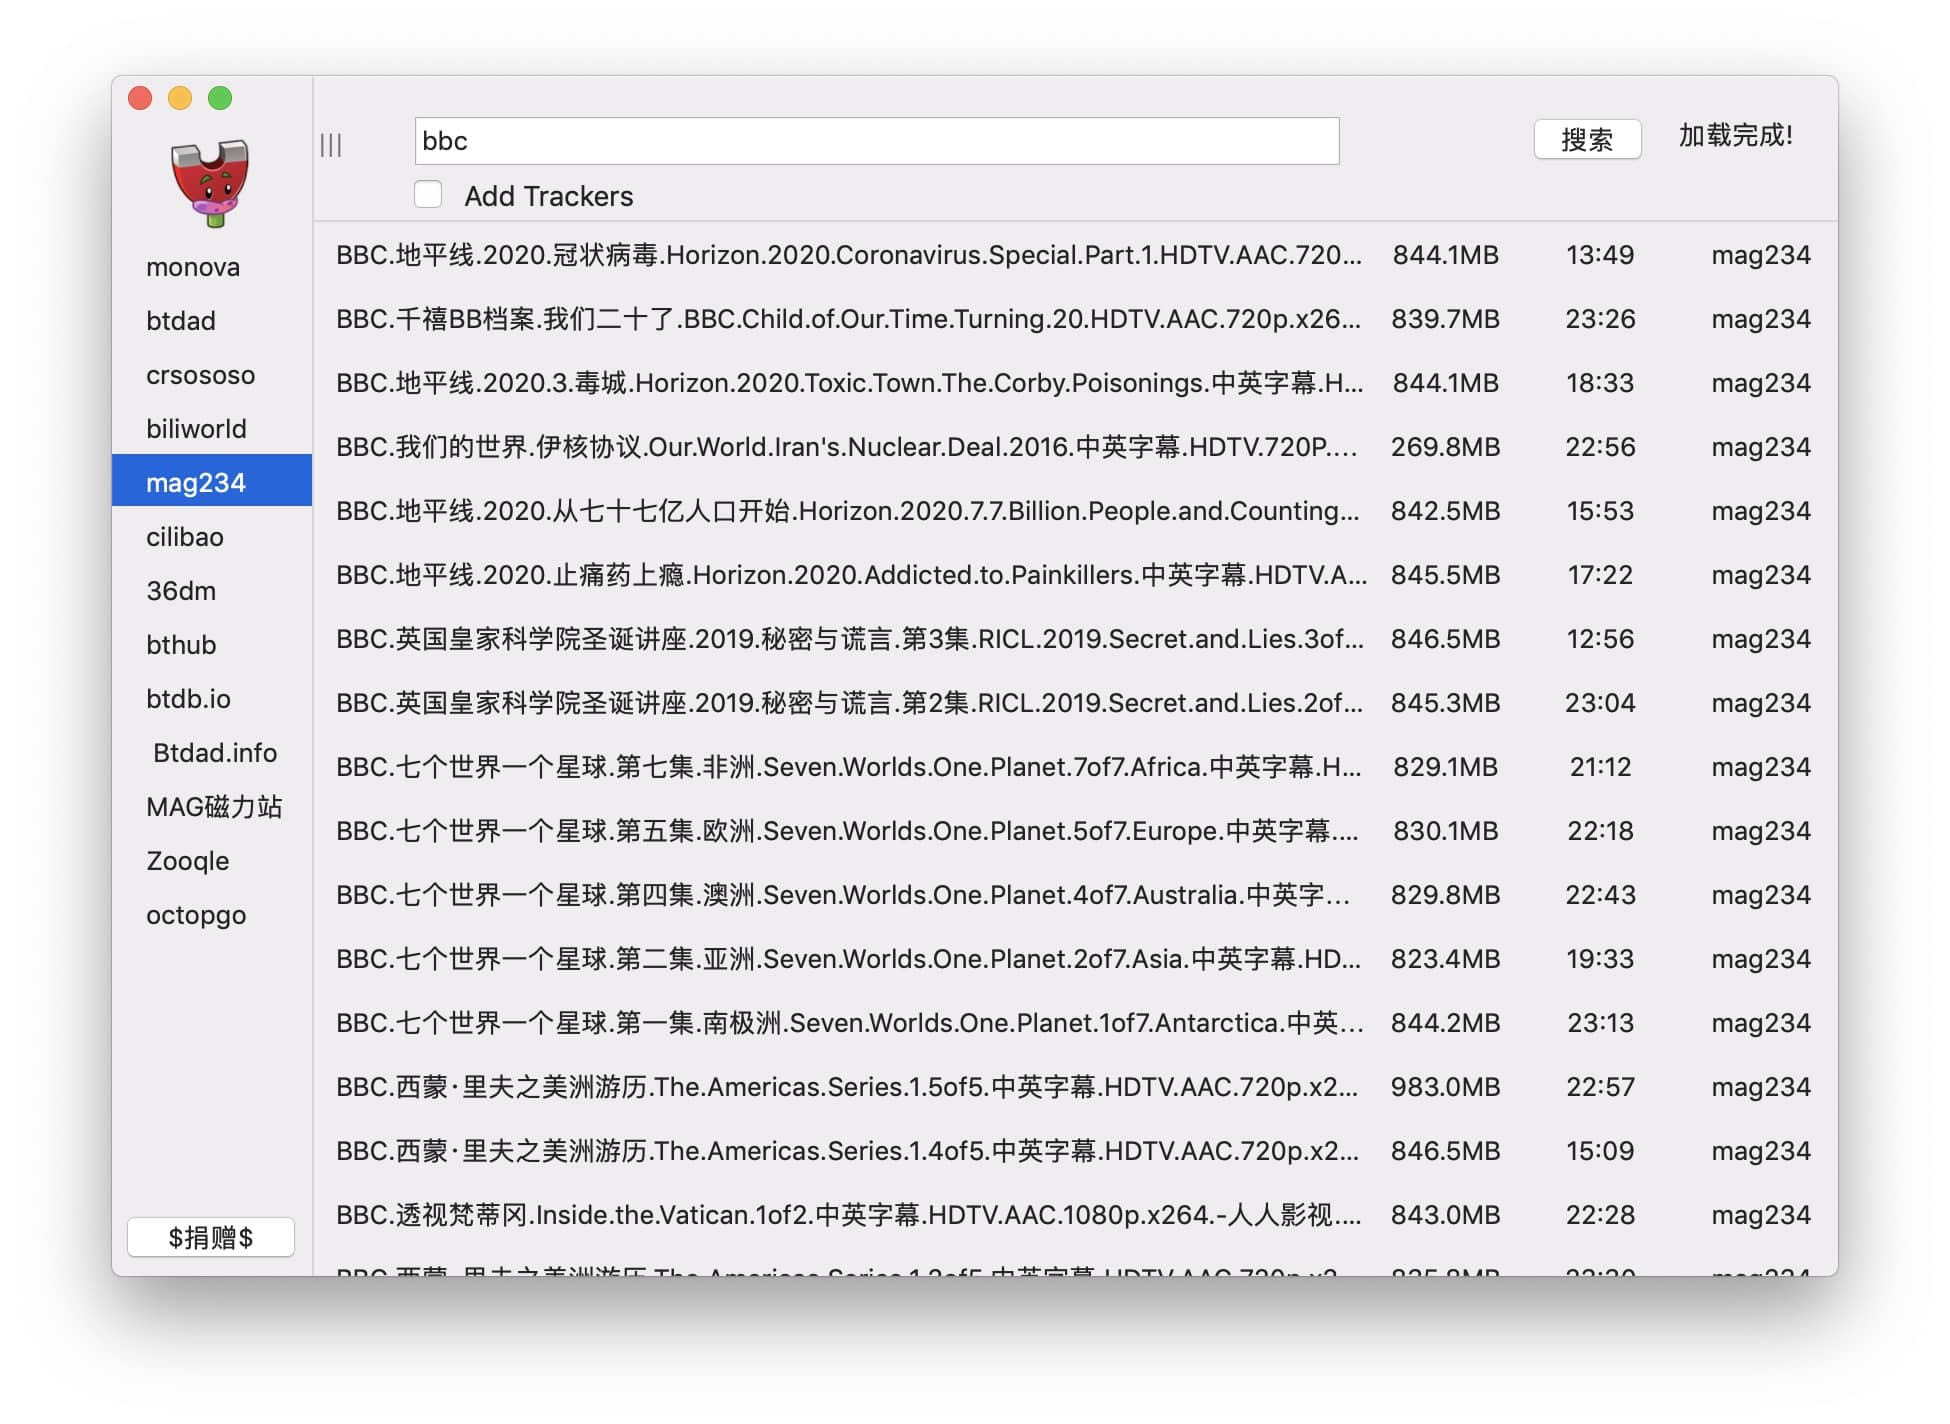 bbc
搜索
加载完成!
Add Trackers
monova
btdad
crsososo
biliworld
mag234
cilibao
36dm
bthub
btdb.io
Btdad.info
MAG磁力站
Zooqle
octopgo
$捐赠$
BBC.地平线.2020.冠状病毒.Horizon.2020.Coronavirus.Special.Part.1.HDTV.AAC.720... 844.1MB 13:49 mag234
BBC.千禧BB档案.我们二十了.BBC.Child.of.Our.Time.Turning.20.HDTV.AAC.720p.x26... 839.7MB 23:26 mag234
BBC.地平线.2020.3.毒城.Horizon.2020.Toxic.Town.The.Corby.Poisonings.中英字幕.H... 844.1MB 18:33 mag234
BBC.我们的世界.伊核协议.Our.World.Iran's.Nuclear.Deal.2016.中英字幕.HDTV.720P.... 269.8MB 22:56 mag234
BBC.地平线.2020.从七十七亿人口开始.Horizon.2020.7.7.Billion.People.and.Counting... 842.5MB 15:53 mag234
BBC.地平线.2020.止痛药上瘾.Horizon.2020.Addicted.to.Painkillers.中英字幕.HDTV.A... 845.5MB 17:22 mag234
BBC.英国皇家科学院圣诞讲座.2019.秘密与谎言.第3集.RICL.2019.Secret.and.Lies.3of... 846.5MB 12:56 mag234
BBC.英国皇家科学院圣诞讲座.2019.秘密与谎言.第2集.RICL.2019.Secret.and.Lies.2of... 845.3MB 23:04 mag234
BBC.七个世界一个星球.第七集.非洲.Seven.Worlds.One.Planet.7of7.Africa.中英字幕.H... 829.1MB 21:12 mag234
BBC.七个世界一个星球.第五集.欧洲.Seven.Worlds.One.Planet.5of7.Europe.中英字幕.... 830.1MB 22:18 mag234
BBC.七个世界一个星球.第四集.澳洲.Seven.Worlds.One.Planet.4of7.Australia.中英字... 829.8MB 22:43 mag234
BBC.七个世界一个星球.第二集.亚洲.Seven.Worlds.One.Planet.2of7.Asia.中英字幕.HD... 823.4MB 19:33 mag234
BBC.七个世界一个星球.第一集.南极洲.Seven.Worlds.One.Planet.1of7.Antarctica.中英... 844.2MB 23:13 mag234
BBC.西蒙·里夫之美洲游历.The.Americas.Series.1.5of5.中英字幕.HDTV.AAC.720p.x2... 983.0MB 22:57 mag234
BBC.西蒙·里夫之美洲游历.The.Americas.Series.1.4of5.中英字幕.HDTV.AAC.720p.x2... 846.5MB 15:09 mag234
BBC.透视梵蒂冈.Inside.the.Vatican.1of2.中英字幕.HDTV.AAC.1080p.x264.-人人影视.... 843.0MB 22:28 mag234